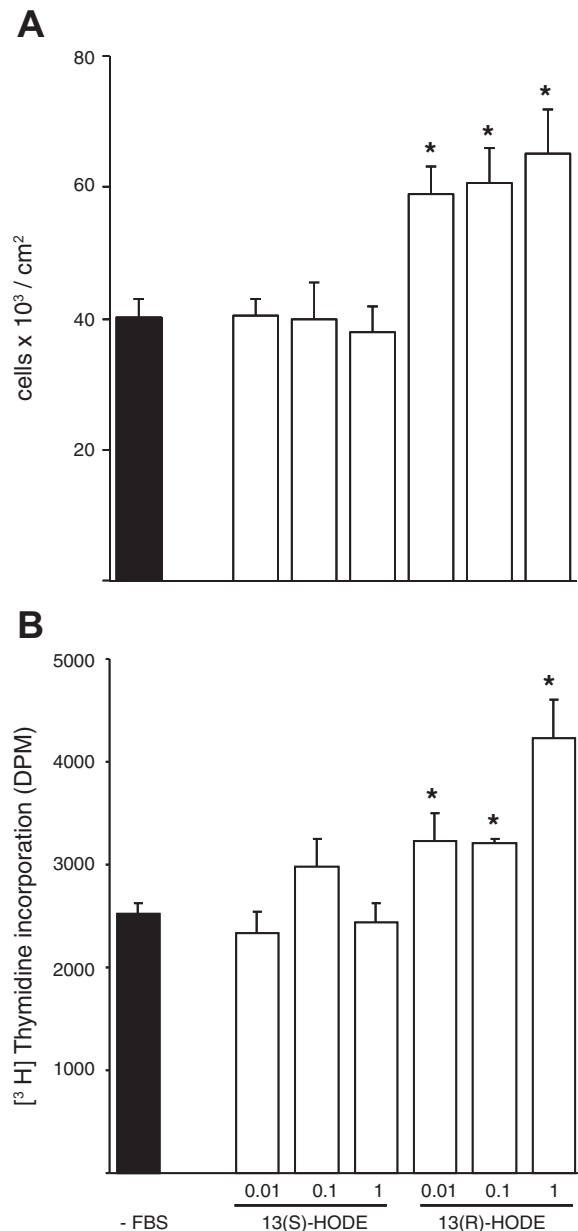 A
80
60
40
20
cells x 10³ / cm²
*
*
*
B
5000
4000
3000
2000
1000
[³ H] Thymidine incorporation (DPM)
*
*
*
0.01 0.1 1 0.01 0.1 1
- FBS 13(S)-HODE 13(R)-HODE